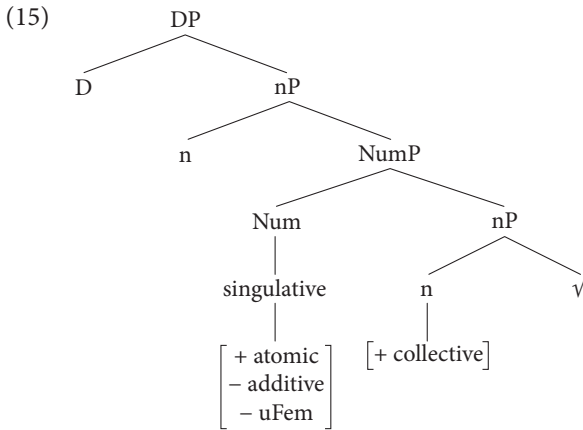 (15)
DP
D nP
n NumP
Num nP
singulative n √
+ atomic [+ collective]
− additive
− uFem